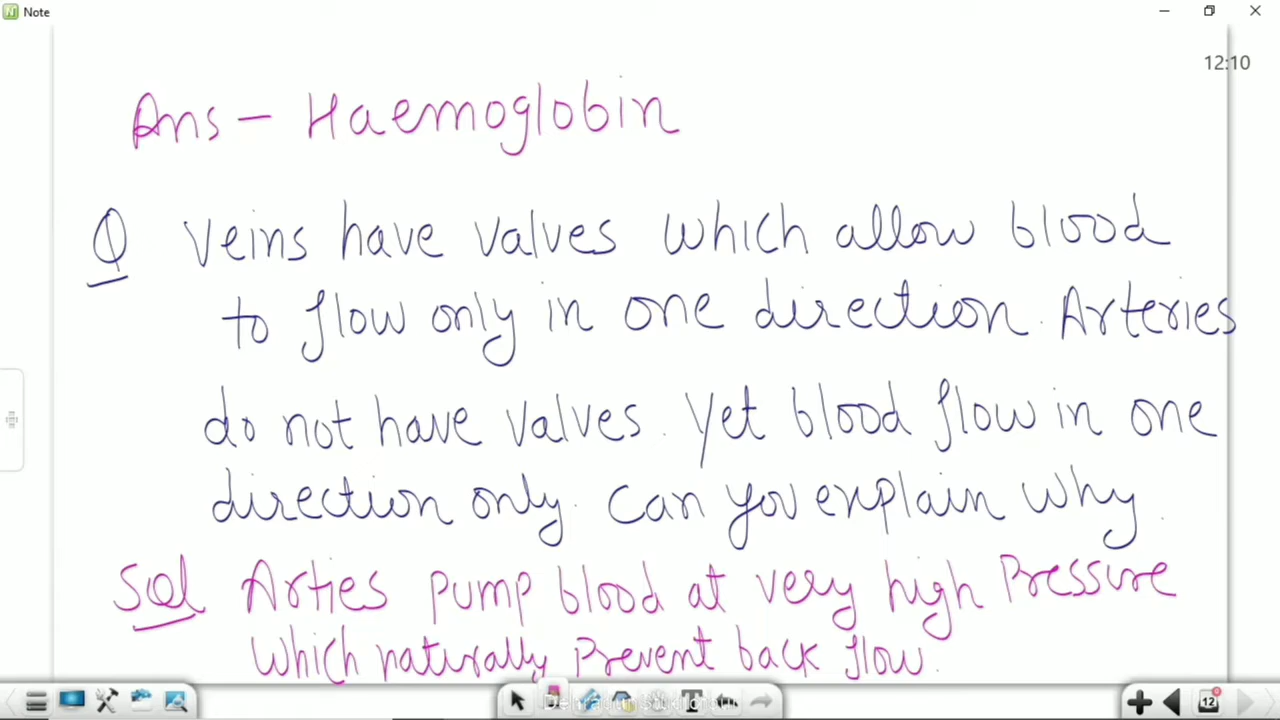 Note
12:10
Ans - Haemoglobin
Q Veins have valves which allow blood
to flow only in one direction. Arteries
do not have valves. Yet blood flow in one
direction only. Can you explain why.
Sol Arties pump blood at very high Pressure
which naturally prevent back flow.
12